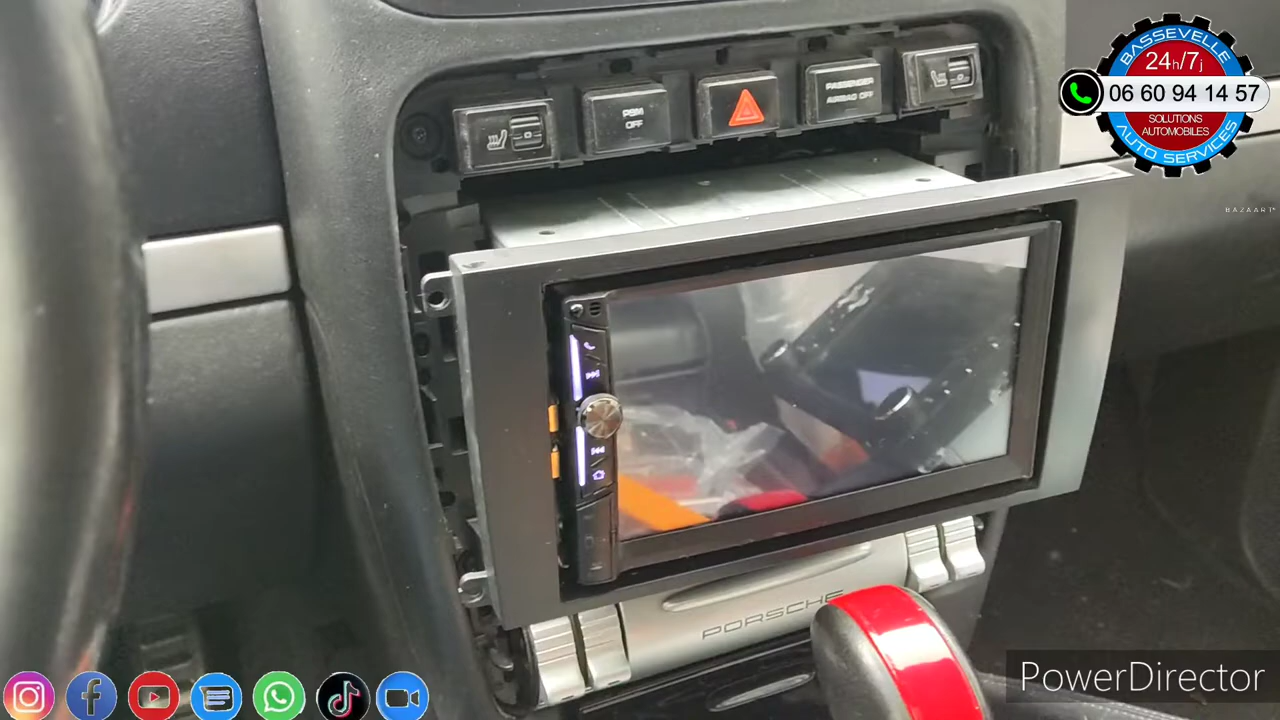 BASSEVELLE
24h/7j
06 60 94 14 57
SOLUTIONS
AUTOMOBILES
AUTO SERVICES
BAZAART
PSM
OFF
PASSENGER
AIRBAG OFF
PORSCHE
PowerDirector